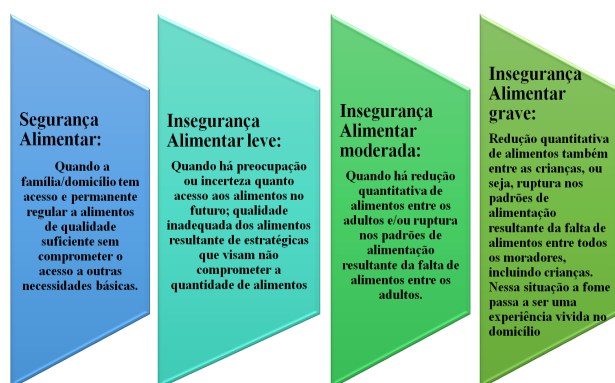 Segurança
Alimentar:
Quando a
família/domicílio tem
acesso e permanente
regular a alimentos
de qualidade
suficiente sem
comprometer o
acesso a outras
necessidades básicas.
Insegurança
Alimentar leve:
Quando há preocupação
ou incerteza quanto
acesso aos alimentos no
futuro; qualidade
inadequada dos alimentos
resultante de estratégicas
que visam não
comprometer a
quantidade de alimentos
Insegurança
Alimentar
moderada:
Quando há redução
quantitativa de
alimentos entre os
adultos e/ou ruptura
nos padrões de
alimentação
resultante da falta de
alimentos entre os
adultos.
Insegurança
Alimentar
grave:
Redução quantitativa
de alimentos também
entre as crianças, ou
seja, ruptura nos
padrões de
alimentação
resultante da falta de
alimentos entre todos
os moradores,
incluindo crianças.
Nessa situação a fome
passa a ser uma
experiência vivida no
domicílio